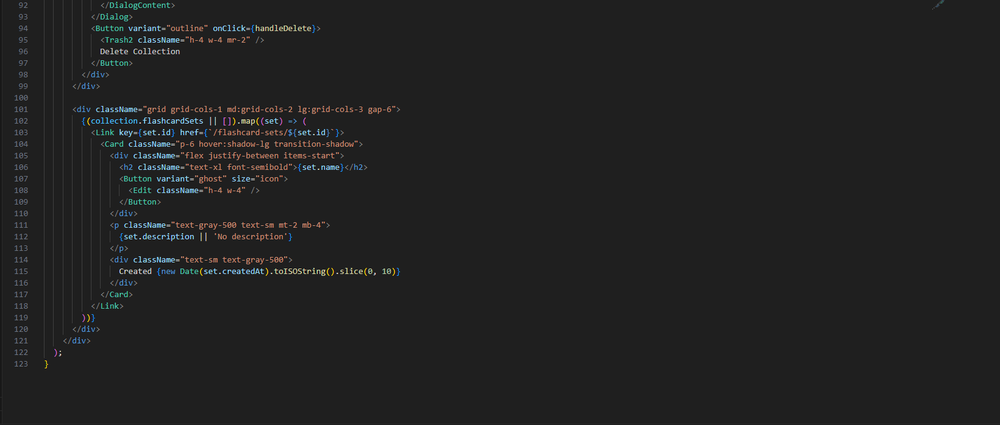 92 </DialogContent>
93 </Dialog>
94 <Button variant="outline" onClick={handleDelete}>
95 <Trash2 className="h-4 w-4 mr-2" />
96 Delete Collection
97 </Button>
98 </div>
99 </div>
100
101 <div className="grid grid-cols-1 md:grid-cols-2 lg:grid-cols-3 gap-6">
102 {(collection.flashcardSets || []).map((set) => (
103 <Link key={set.id} href={`/flashcard-sets/${set.id}`}>
104 <Card className="p-6 hover:shadow-lg transition-shadow">
105 <div className="flex justify-between items-start">
106 <h2 className="text-xl font-semibold">{set.name}</h2>
107 <Button variant="ghost" size="icon">
108 <Edit className="h-4 w-4" />
109 </Button>
110 </div>
111 <p className="text-gray-500 text-sm mt-2 mb-4">
112 {set.description || 'No description'}
113 </p>
114 <div className="text-sm text-gray-500">
115 Created {new Date(set.createdAt).toISOString().slice(0, 10)}
116 </div>
117 </Card>
118 </Link>
119 ))}
120 </div>
121 </div>
122 );
123 }